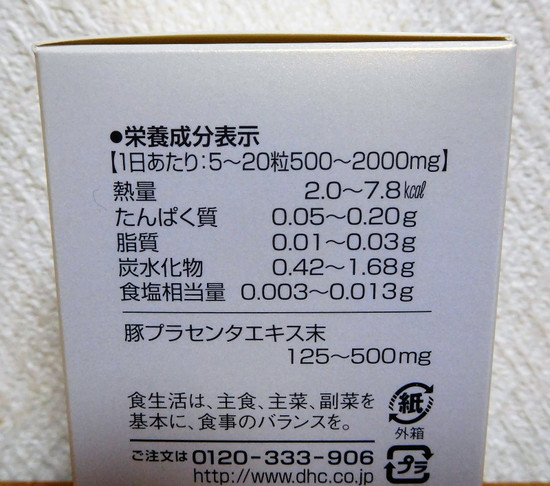 ●栄養成分表示
【1日あたり:5〜20粒500〜2000mg】
熱量 2.0〜7.8kcal
たんぱく質 0.05〜0.20g
脂質 0.01〜0.03g
炭水化物 0.42〜1.68g
食塩相当量 0.003〜0.013g
豚プラセンタエキス末
125〜500mg
食生活は、主食、主菜、副菜を
基本に、食事のバランスを。
紙
外箱
ご注文は 0120-333-906
http://www.dhc.co.jp
プラ